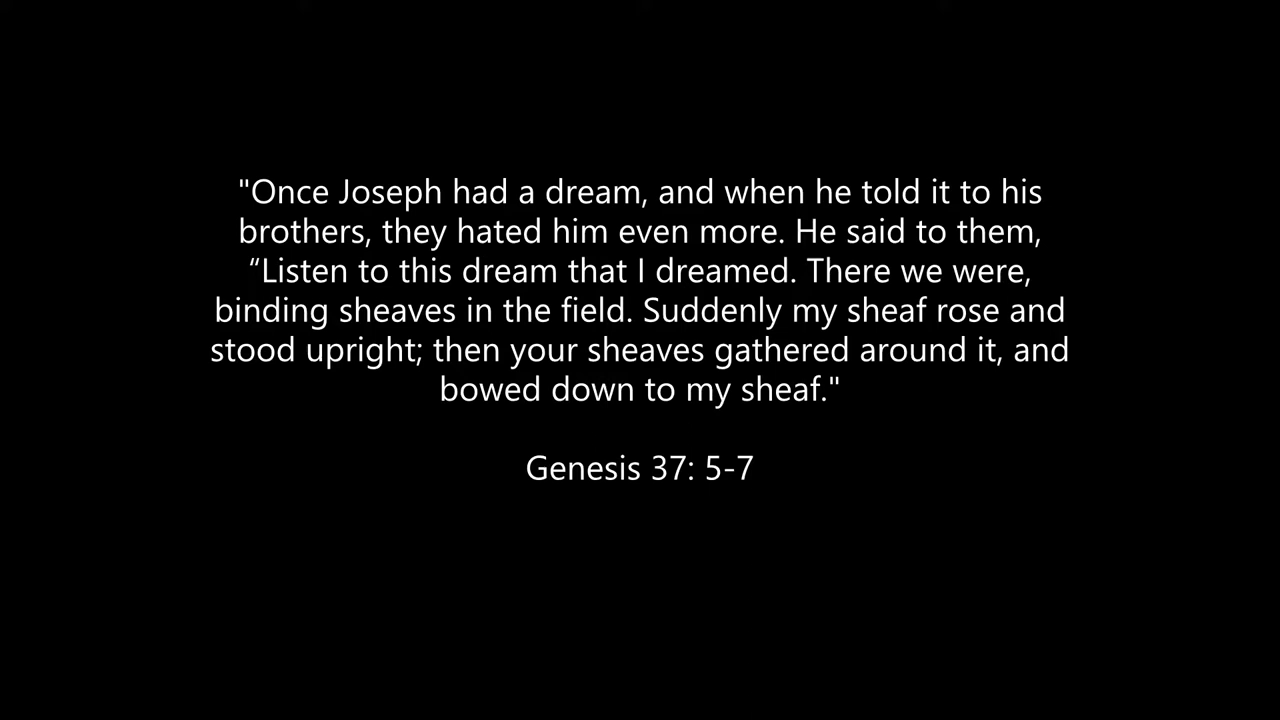 "Once Joseph had a dream, and when he told it to his
brothers, they hated him even more. He said to them,
“Listen to this dream that I dreamed. There we were,
binding sheaves in the field. Suddenly my sheaf rose and
stood upright; then your sheaves gathered around it, and
bowed down to my sheaf."
Genesis 37: 5-7